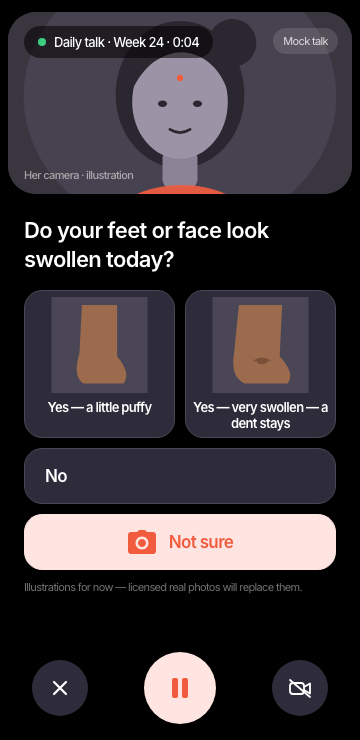 Daily talk · Week 24 · 0:04
Mock talk
Her camera · illustration
Do your feet or face look
swollen today?
Yes — a little puffy
Yes — very swollen — a
dent stays
No
Not sure
Illustrations for now — licensed real photos will replace them.